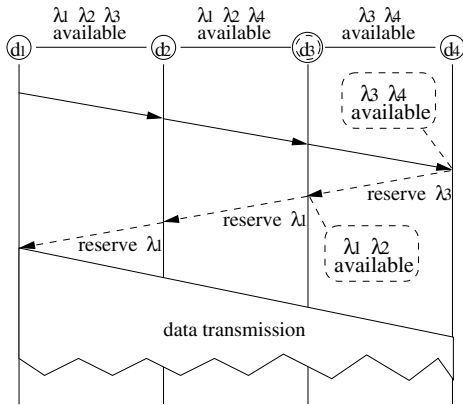 λ1 λ2 λ3
available
λ1 λ2 λ4
available
λ3 λ4
available
d1
d2
d3
d4
λ3 λ4
available
reserve λ3
reserve λ1
reserve λ1
λ1 λ2
available
data transmission